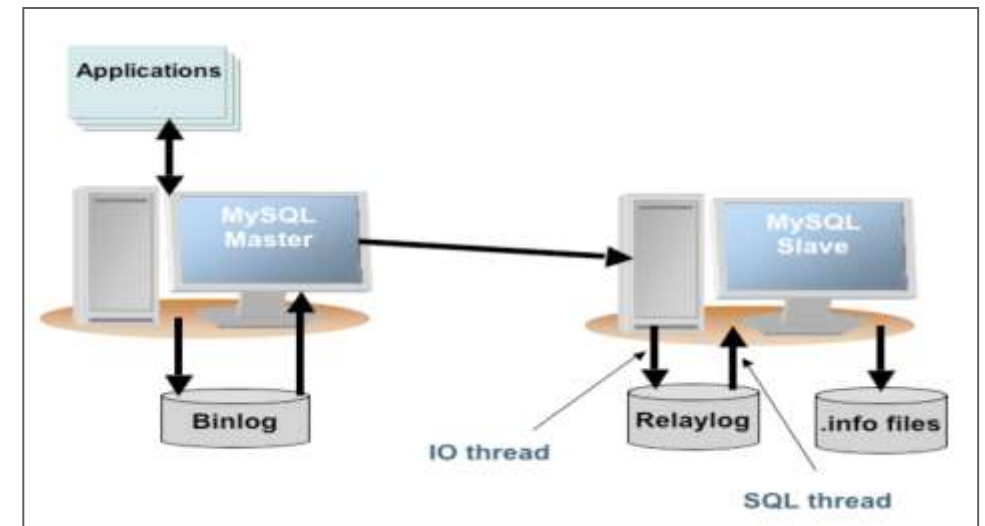 Applications
MySQL
Master
MySQL
Slave
Binlog
Relaylog
.info files
IO thread
SQL thread